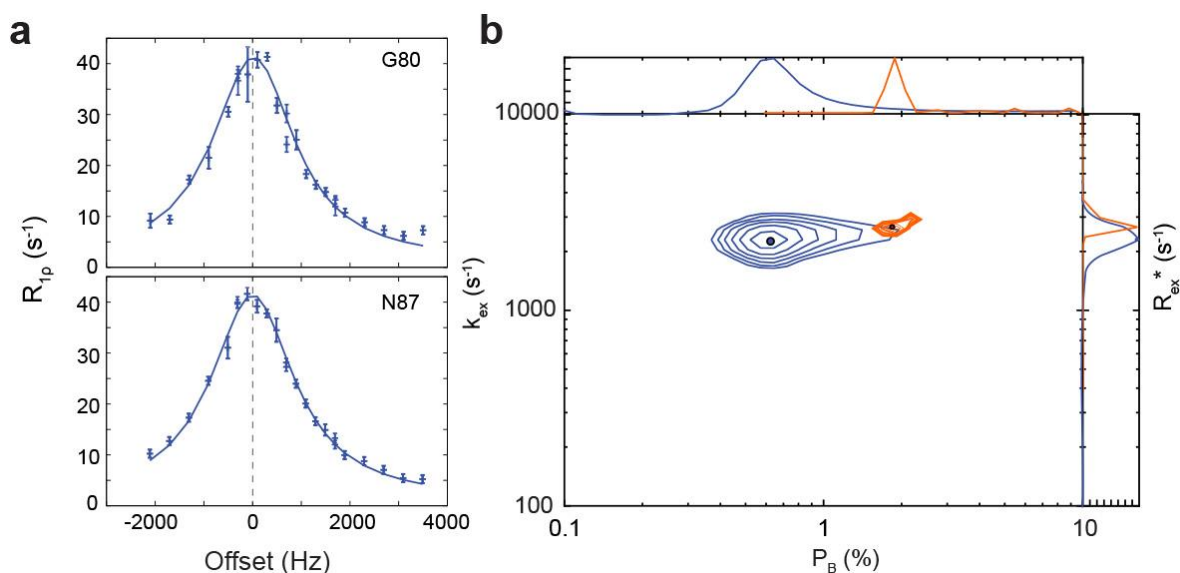 a
b
G80
40
30
20
10
0
N87
40
30
20
10
0
R1ρ (s-1)
-2000
0
2000
4000
Offset (Hz)
10000
1000
100
kex (s-1)
0.1
1
10
PB (%)
Rex* (s-1)